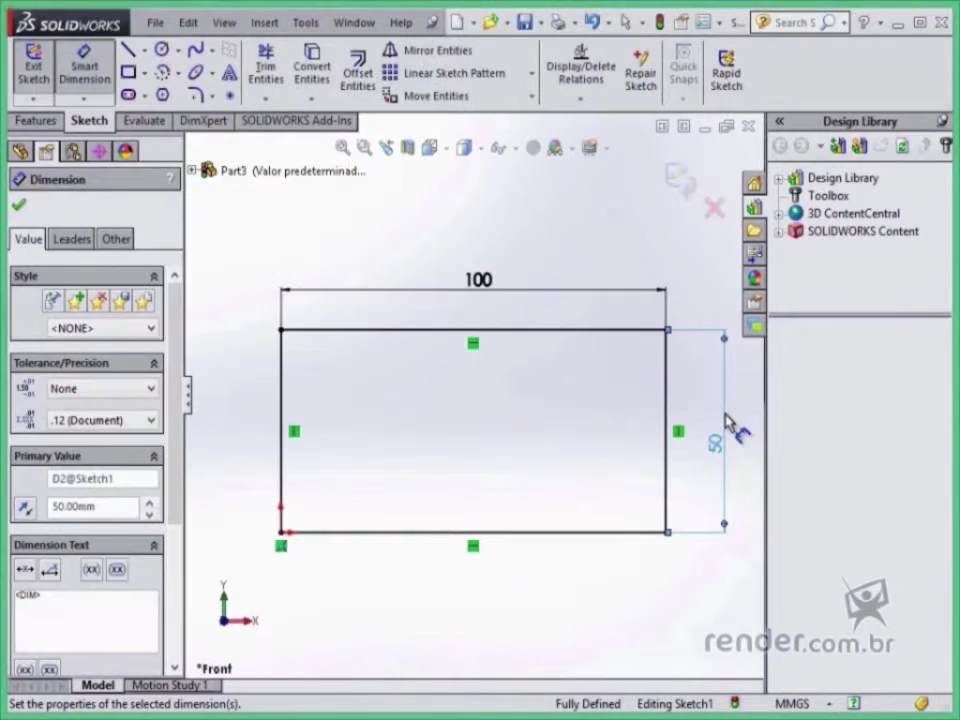 SOLIDWORKS File Edit View Insert Tools Window Help S... Search S
Exit Sketch
Smart Dimension
Trim Entities
Convert Entities
Offset Entities
Mirror Entities
Linear Sketch Pattern
Move Entities
Display/Delete Relations
Repair Sketch
Quick Snaps
Rapid Sketch
Features Sketch Evaluate DimXpert SOLIDWORKS Add-Ins
Design Library
Part3 (Valor predeterminad...
Dimension ?
Value Leaders Other
Style
<NONE>
Tolerance/Precision
None
.12 (Document)
Primary Value
D2@Sketch1
50.00mm
Dimension Text
(xx) (xx)
<DIM>
(xx) (xx)
100
50
Y
X
*Front
Design Library
Toolbox
3D ContentCentral
SOLIDWORKS Content
render.com.br
Model Motion Study 1
Set the properties of the selected dimension(s). Fully Defined Editing Sketch1 MMGS ?